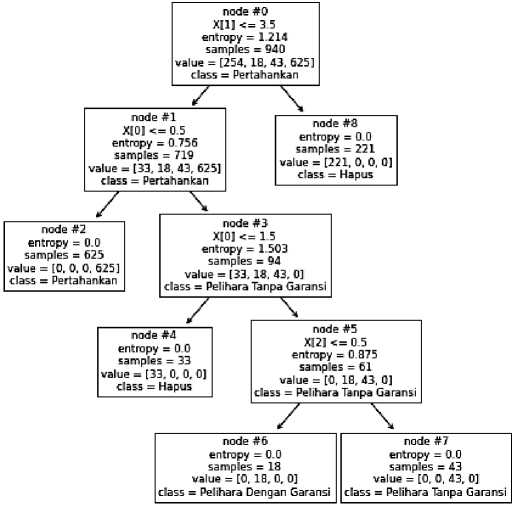 node #0
X[1] <= 3.5
entropy = 1.214
samples = 940
value = [254, 18, 43, 625]
class = Pertahankan
node #1
X[0] <= 0.5
entropy = 0.756
samples = 719
value = [33, 18, 43, 625]
class = Pertahankan
node #8
entropy = 0.0
samples = 221
value = [221, 0, 0, 0]
class = Hapus
node #2
entropy = 0.0
samples = 625
value = [0, 0, 0, 625]
class = Pertahankan
node #3
X[0] <= 1.5
entropy = 1.503
samples = 94
value = [33, 18, 43, 0]
class = Pelihara Tanpa Garansi
node #4
entropy = 0.0
samples = 33
value = [33, 0, 0, 0]
class = Hapus
node #5
X[2] <= 0.5
entropy = 0.875
samples = 61
value = [0, 18, 43, 0]
class = Pelihara Tanpa Garansi
node #6
entropy = 0.0
samples = 18
value = [0, 18, 0, 0]
class = Pelihara Dengan Garansi
node #7
entropy = 0.0
samples = 43
value = [0, 0, 43, 0]
class = Pelihara Tanpa Garansi